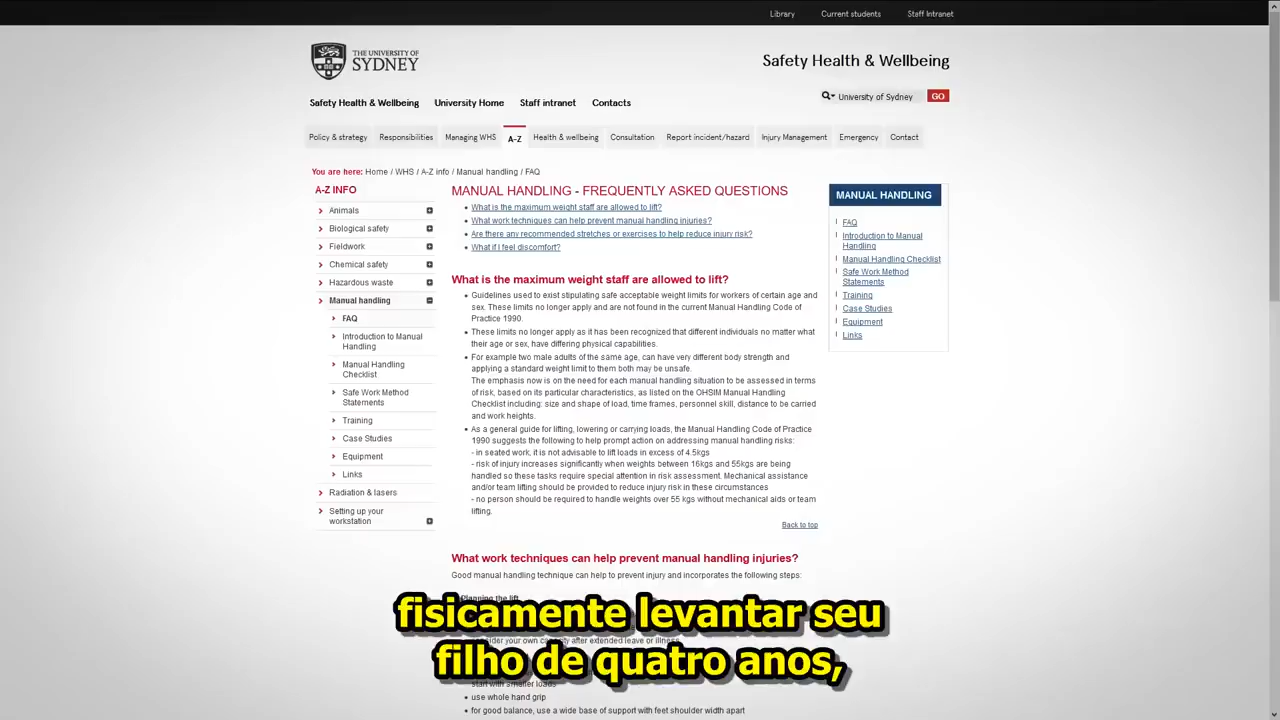 Library Current students Staff Intranet
THE UNIVERSITY OF
SYDNEY
Safety Health & Wellbeing
University of Sydney GO
Safety Health & Wellbeing University Home Staff intranet Contacts
Policy & strategy Responsibilities Managing WHS A-Z Health & wellbeing Consultation Report incident/hazard Injury Management Emergency Contact
You are here: Home / WHS / A-Z info / Manual handling / FAQ
A-Z INFO
Animals
Biological safety
Fieldwork
Chemical safety
Hazardous waste
Manual handling
FAQ
Introduction to Manual
Handling
Manual Handling
Checklist
Safe Work Method
Statements
Training
Case Studies
Equipment
Links
Radiation & lasers
Setting up your
workstation
MANUAL HANDLING - FREQUENTLY ASKED QUESTIONS
What is the maximum weight staff are allowed to lift?
What work techniques can help prevent manual handling injuries?
Are there any recommended stretches or exercises to help reduce injury risk?
What if I feel discomfort?
What is the maximum weight staff are allowed to lift?
Guidelines used to exist stipulating safe acceptable weight limits for workers of certain age and
sex. These limits no longer apply and are not found in the current Manual Handling Code of
Practice 1990.
These limits no longer apply as it has been recognized that different individuals no matter what
their age or sex, have differing physical capabilities.
For example two male adults of the same age, can have very different body strength and
applying a standard weight limit to them both may be unsafe.
The emphasis now is on the need for each manual handling situation to be assessed in terms
of risk, based on its particular characteristics, as listed on the OHSIM Manual Handling
Checklist including: size and shape of load, time frames, personnel skill, distance to be carried
and work heights.
As a general guide for lifting, lowering or carrying loads, the Manual Handling Code of Practice
1990 suggests the following to help prompt action on addressing manual handling risks:
- in seated work, it is not advisable to lift loads in excess of 4.5kgs
- risk of injury increases significantly when weights between 16kgs and 55kgs are being
handled so these tasks require special attention in risk assessment. Mechanical assistance
and/or team lifting should be provided to reduce injury risk in these circumstances
- no person should be required to handle weights over 55 kgs without mechanical aids or team
lifting.
Back to top
What work techniques can help prevent manual handling injuries?
Good manual handling technique can help to prevent injury and incorporates the following steps:
Planning the lift
consider your own capacity after extended leave or illness
start with smaller loads
use whole hand grip
for good balance, use a wide base of support with feet shoulder width apart
MANUAL HANDLING
FAQ
Introduction to Manual
Handling
Manual Handling Checklist
Safe Work Method
Statements
Training
Case Studies
Equipment
Links
fisicamente levantar seu
filho de quatro anos,